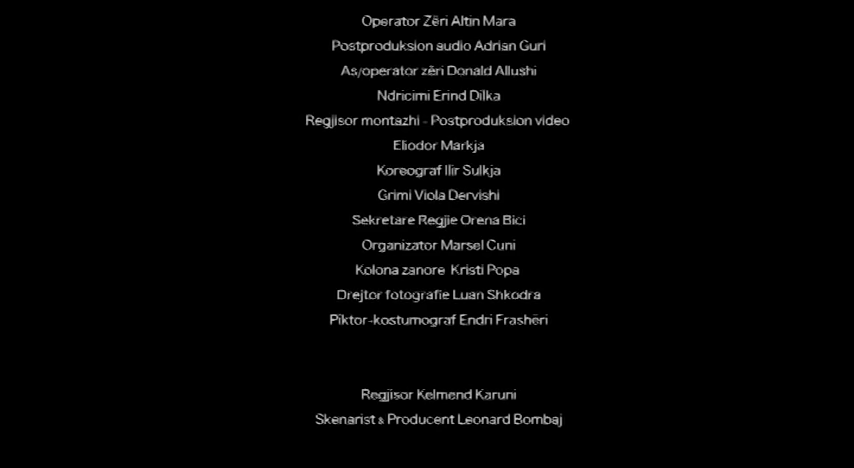 Operator Zëri Altin Mara
Postproduksion audio Adrian Guri
As/operator zëri Donald Allushi
Ndricimi Erind Dilka
Regjisor montazhi - Postproduksion video
Eliodor Markja
Koreograf Ilir Sulkja
Grimi Viola Dervishi
Sekretare Regjie Orena Bici
Organizator Marsel Cuni
Kolona zanore Kristi Popa
Drejtor fotografie Luan Shkodra
Piktor-kostumograf Endri Frashëri
Regjisor Kelmend Karuni
Skenarist & Producent Leonard Bombaj